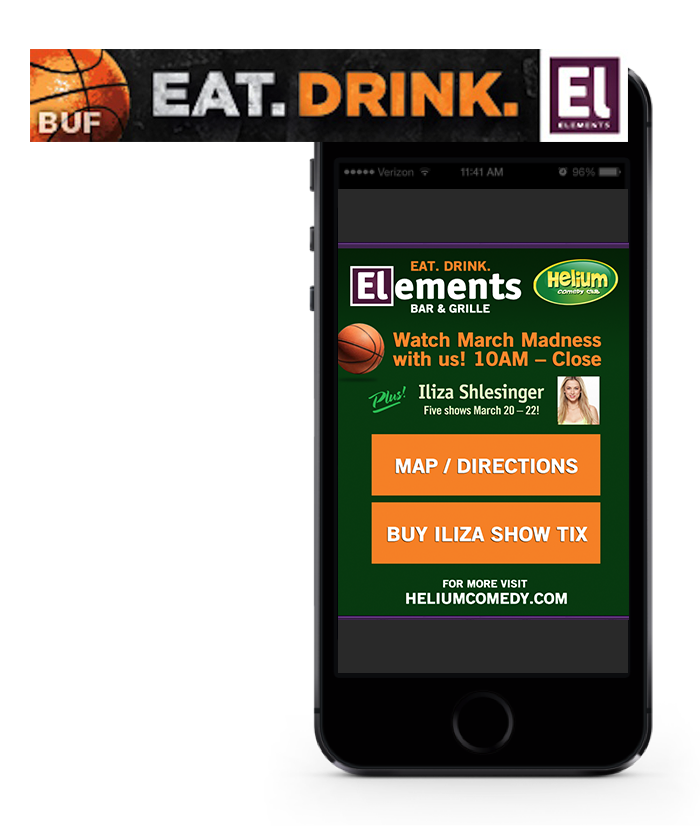 BUF EAT. DRINK. El
ELEMENTS
Verizon 11:41 AM 96%
EAT. DRINK.
Elements
BAR & GRILLE
Helium
COMEDY CLUB
Watch March Madness
with us! 10AM – Close
Plus! Iliza Shlesinger
Five shows March 20 – 22!
MAP / DIRECTIONS
BUY ILIZA SHOW TIX
FOR MORE VISIT
HELIUMCOMEDY.COM